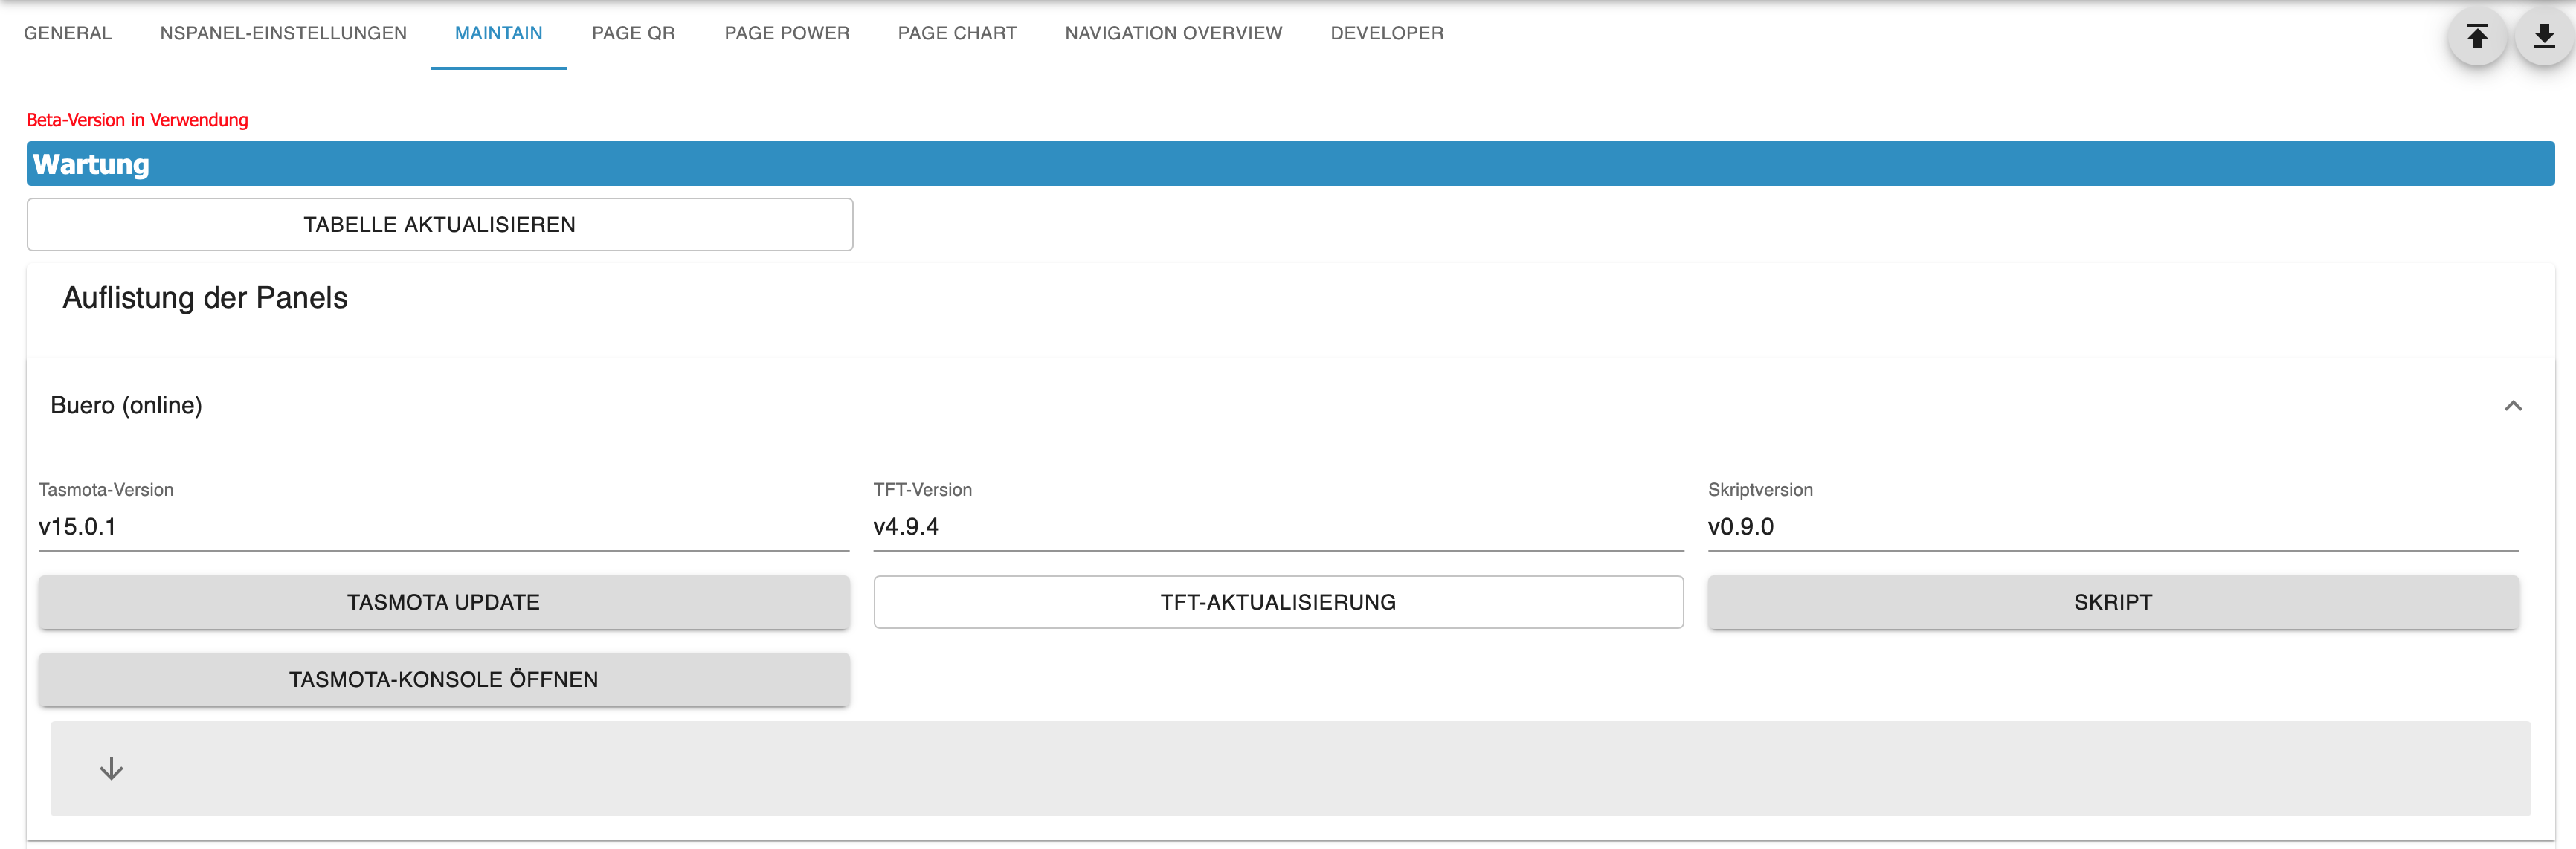 GENERAL NSPANEL-EINSTELLUNGEN MAINTAIN PAGE QR PAGE POWER PAGE CHART NAVIGATION OVERVIEW DEVELOPER
Beta-Version in Verwendung
Wartung
TABELLE AKTUALISIEREN
Auflistung der Panels
Buero (online)
Tasmota-Version TFT-Version Skriptversion
v15.0.1 v4.9.4 v0.9.0
TASMOTA UPDATE TFT-AKTUALISIERUNG SKRIPT
TASMOTA-KONSOLE ÖFFNEN